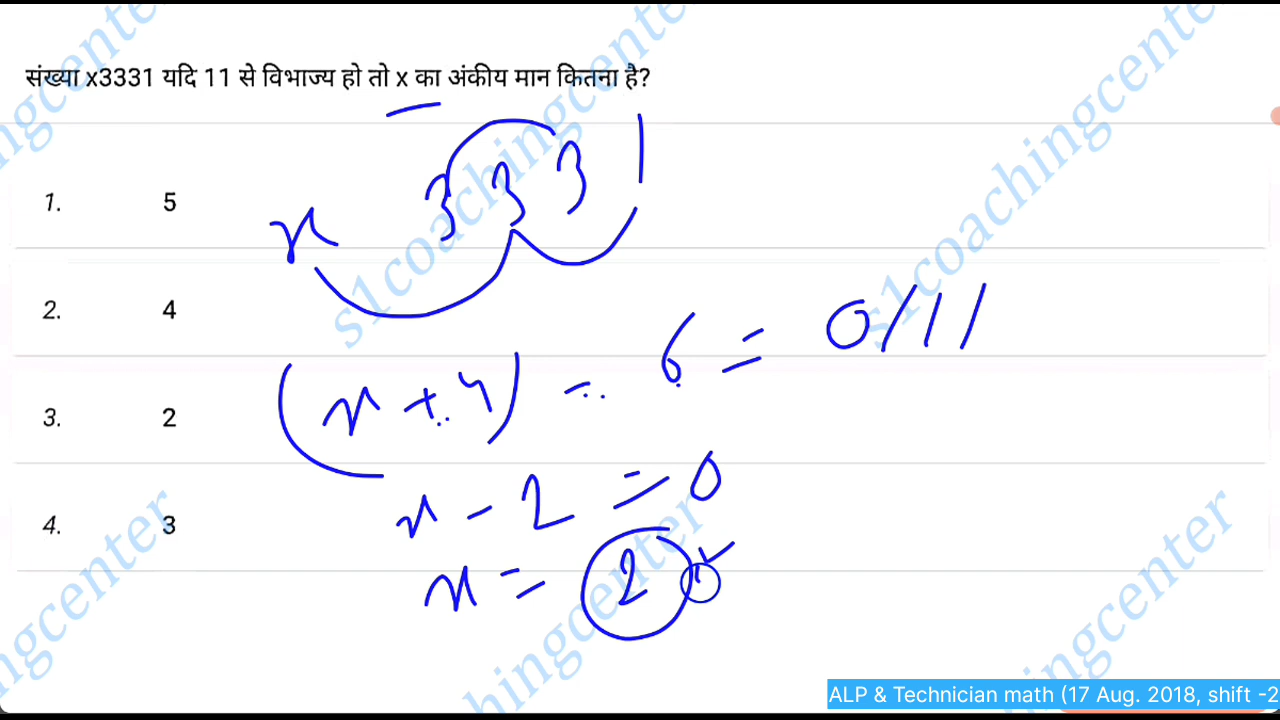 संख्या x3331 यदि 11 से विभाज्य हो तो x का अंकीय मान कितना है?
x 3 3 3 1
1. 5
2. 4
(x + 4) - 6 = 0/11
3. 2
x - 2 = 0
4. 3
x = 2
s1coachingcenter
ALP & Technician math (17 Aug. 2018, shift -2